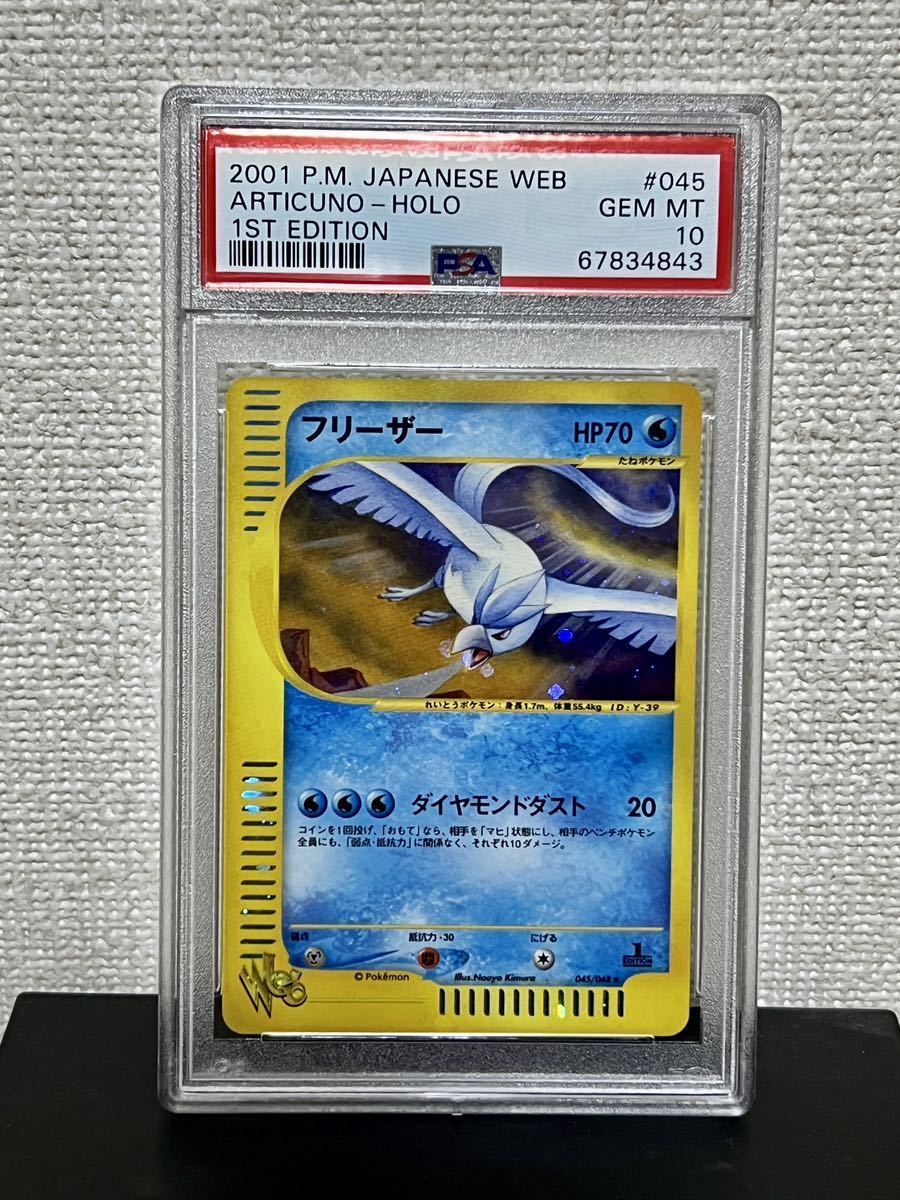 2001 P.M. JAPANESE WEB #045
ARTICUNO-HOLO GEM MT
1ST EDITION 10
PSA 67834843
フリーザー HP70
たねポケモン
れいとうポケモン:身長1.7m、体重55.4kg ID:Y-39
ダイヤモンドダスト 20
コインを1回投げ、「おもて」なら、相手を「マヒ」状態にし、相手のベンチポケモン
全員にも、「弱点・抵抗力」に関係なく、それぞれ10ダメージ。
弱点 抵抗力・30 にげる
1
EDITION
Web
©Pokémon Illus.Naoyo Kimura 045/048★